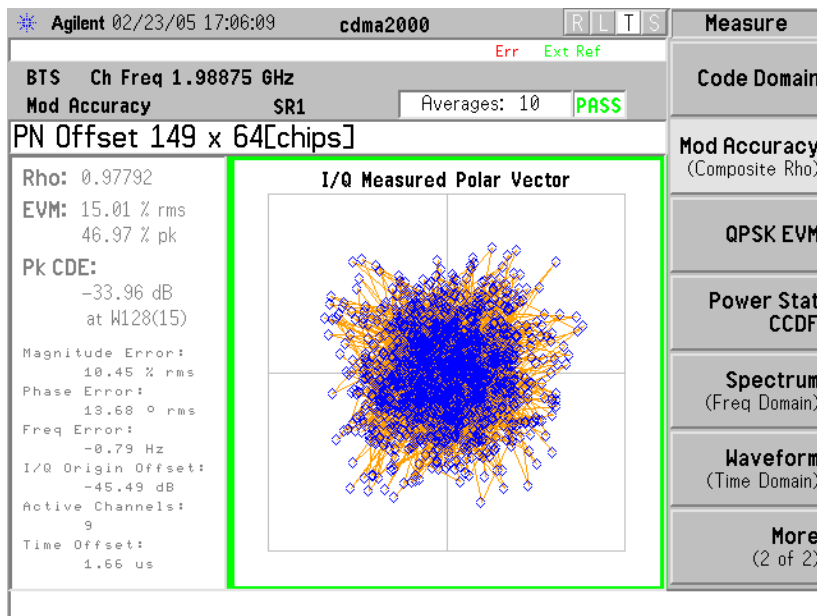 Agilent 02/23/05 17:06:09 cdma2000 R L T S Measure
Err Ext Ref
BTS Ch Freq 1.98875 GHz
Mod Accuracy SR1 Averages: 10 PASS
PN Offset 149 x 64[chips]
Rho: 0.97792
EVM: 15.01 % rms
46.97 % pk
Pk CDE:
-33.96 dB
at W128(15)
Magnitude Error:
10.45 % rms
Phase Error:
13.68 º rms
Freq Error:
-0.79 Hz
I/Q Origin Offset:
-45.49 dB
Active Channels:
9
Time Offset:
1.66 us
I/Q Measured Polar Vector
Code Domain
Mod Accuracy
(Composite Rho)
QPSK EVM
Power Stat
CCDF
Spectrum
(Freq Domain)
Waveform
(Time Domain)
More
(2 of 2)